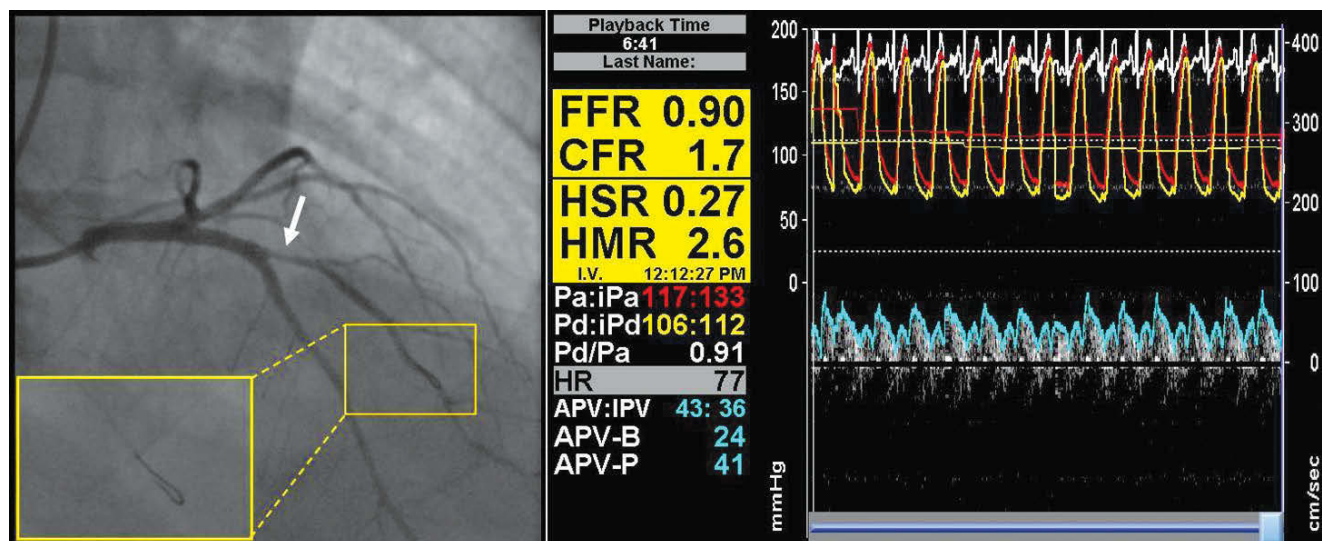 Playback Time
6:41
Last Name:
FFR 0.90
CFR 1.7
HSR 0.27
HMR 2.6
I.V. 12:12:27 PM
Pa:iPa 117:133
Pd:iPd 106:112
Pd/Pa 0.91
HR 77
APV:IPV 43: 36
APV-B 24
APV-P 41
200
150
100
50
0
mmHg
400
300
200
100
0
cm/sec